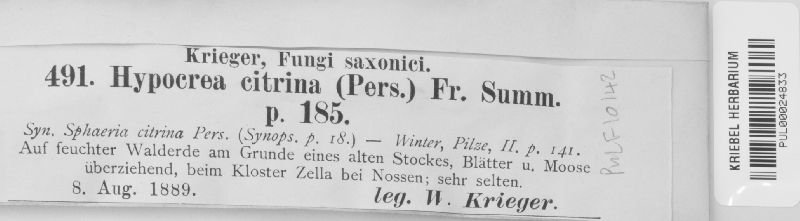 Krieger, Fungi saxonici.
491. Hypocrea citrina (Pers.) Fr. Summ.
p. 185.
Syn. Sphaeria citrina Pers. (Synops. p. 18.) — Winter, Pilze, II. p. 141.
Auf feuchter Walderde am Grunde eines alten Stockes, Blätter u. Moose
überziehend, beim Kloster Zella bei Nossen; sehr selten.
8. Aug. 1889.
leg. W. Krieger.
PULF10142
KRIEBEL HERBARIUM
PUL00024833